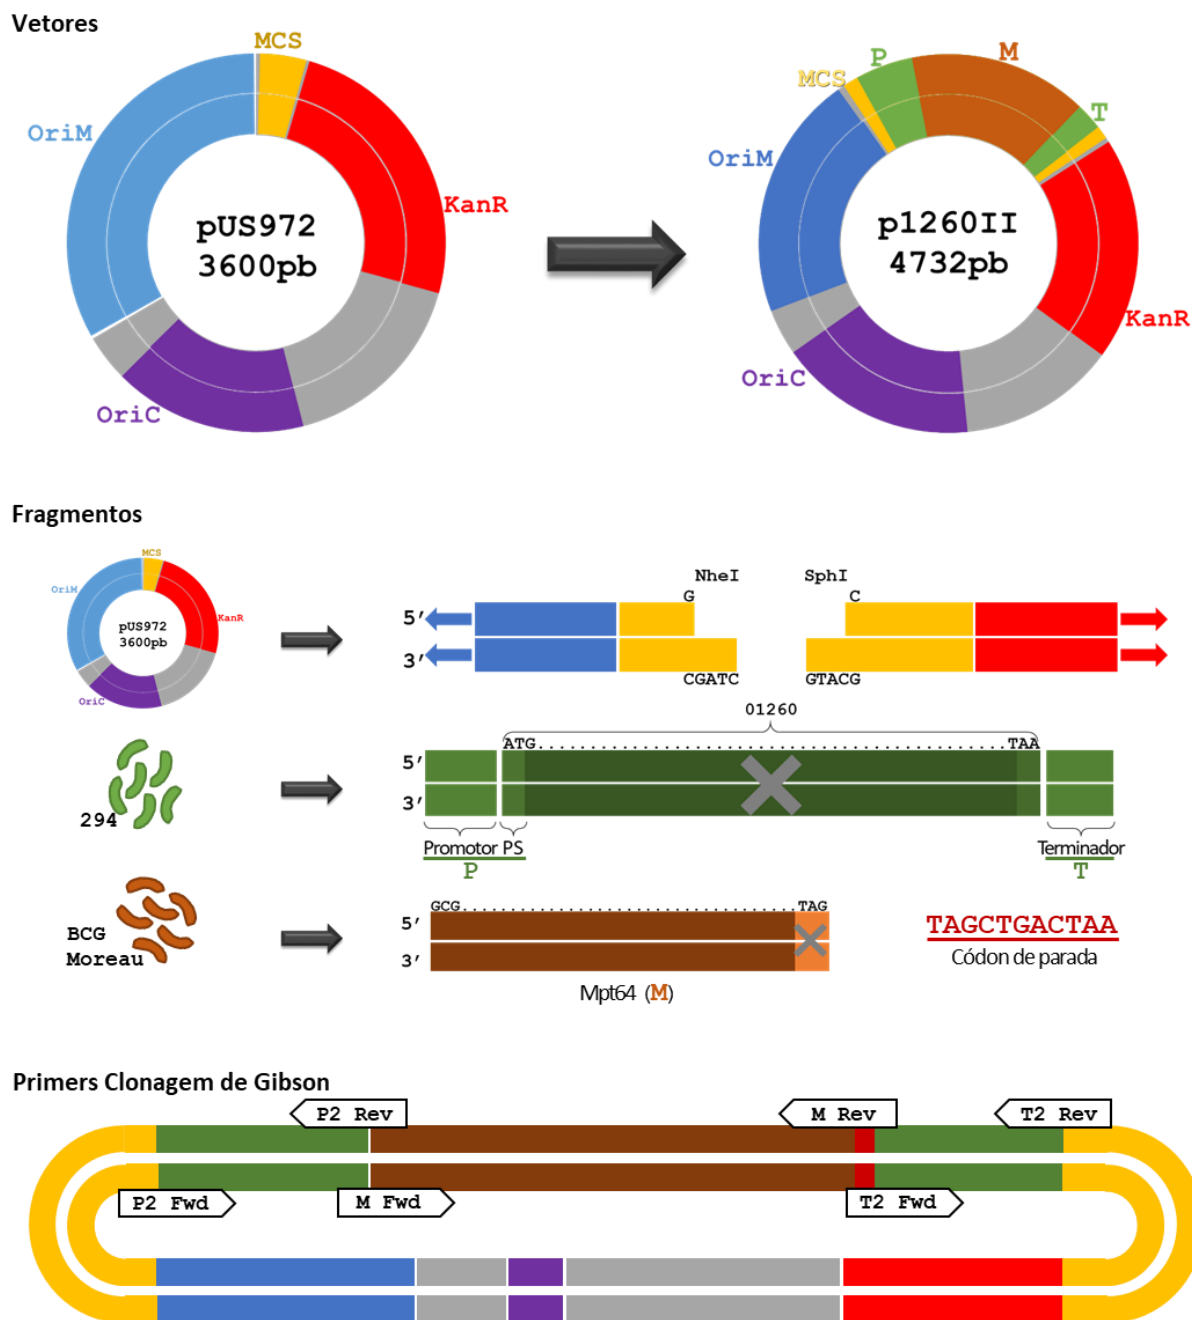 Vetores
MCS
OriM
KanR
OriC
pUS972
3600pb
MCS
P
M
T
OriM
KanR
OriC
p1260II
4732pb
Fragmentos
MCS
OriM
KanR
OriC
pUS972
3600pb
NheI
SphI
G
C
5′
3′
CGATC
GTACG
01260
ATG.............................................TAA
5′
3′
294
Promotor PS
P
Terminador
T
GCG................................TAG
5′
3′
BCG
Moreau
Mpt64 (M)
TAGCTGACTAA
Códon de parada
Primers Clonagem de Gibson
P2 Rev
M Rev
T2 Rev
P2 Fwd
M Fwd
T2 Fwd